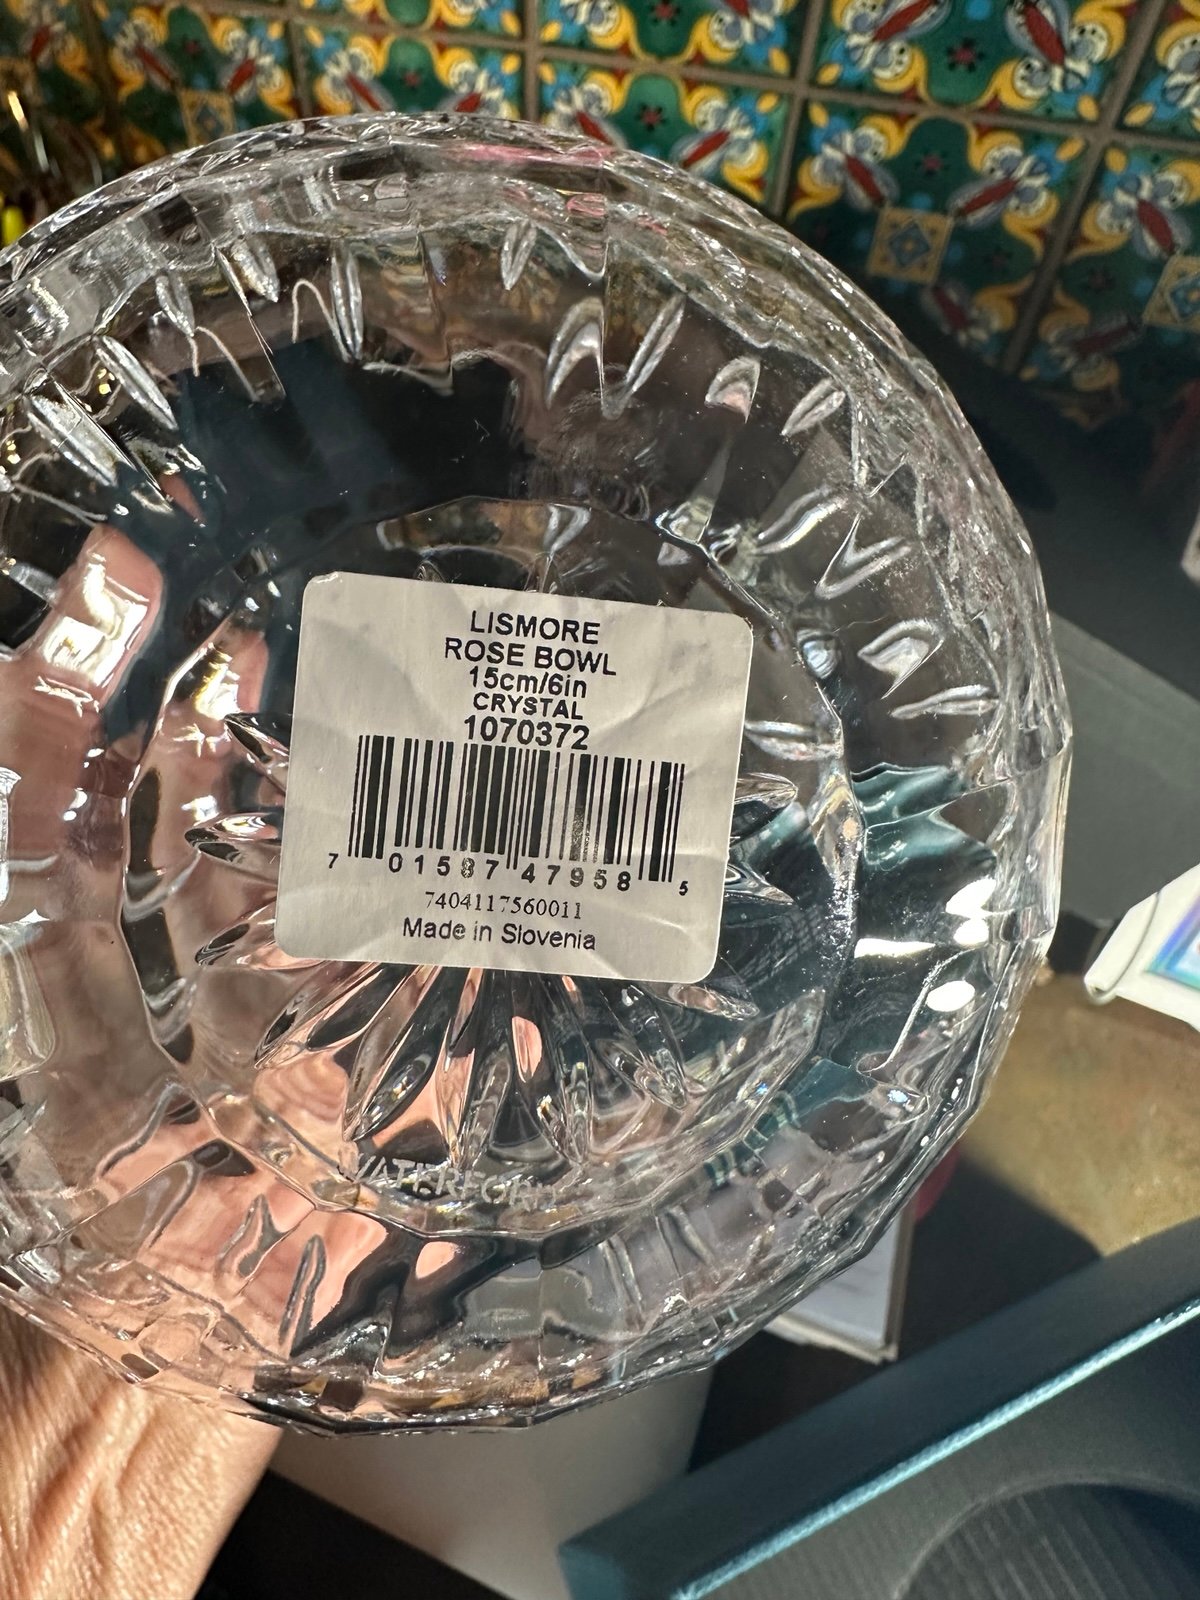 LISMORE
ROSE BOWL
15cm/6in
CRYSTAL
1070372
7 01587 47958 5
7404117560011
Made in Slovenia
WATERFORD